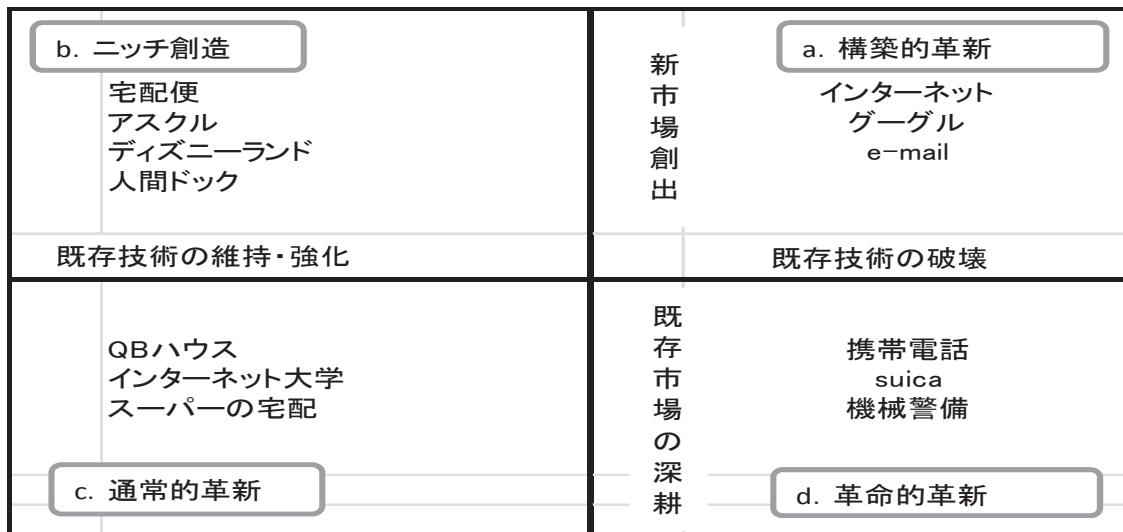 b. ニッチ創造
宅配便
アスクル
ディズニーランド
人間ドック
新市場創出
a. 構築的革新
インターネット
グーグル
e-mail
既存技術の維持・強化
既存技術の破壊
QBハウス
インターネット大学
スーパーの宅配
c. 通常的革新
既存市場の深耕
携帯電話
suica
機械警備
d. 革命的革新